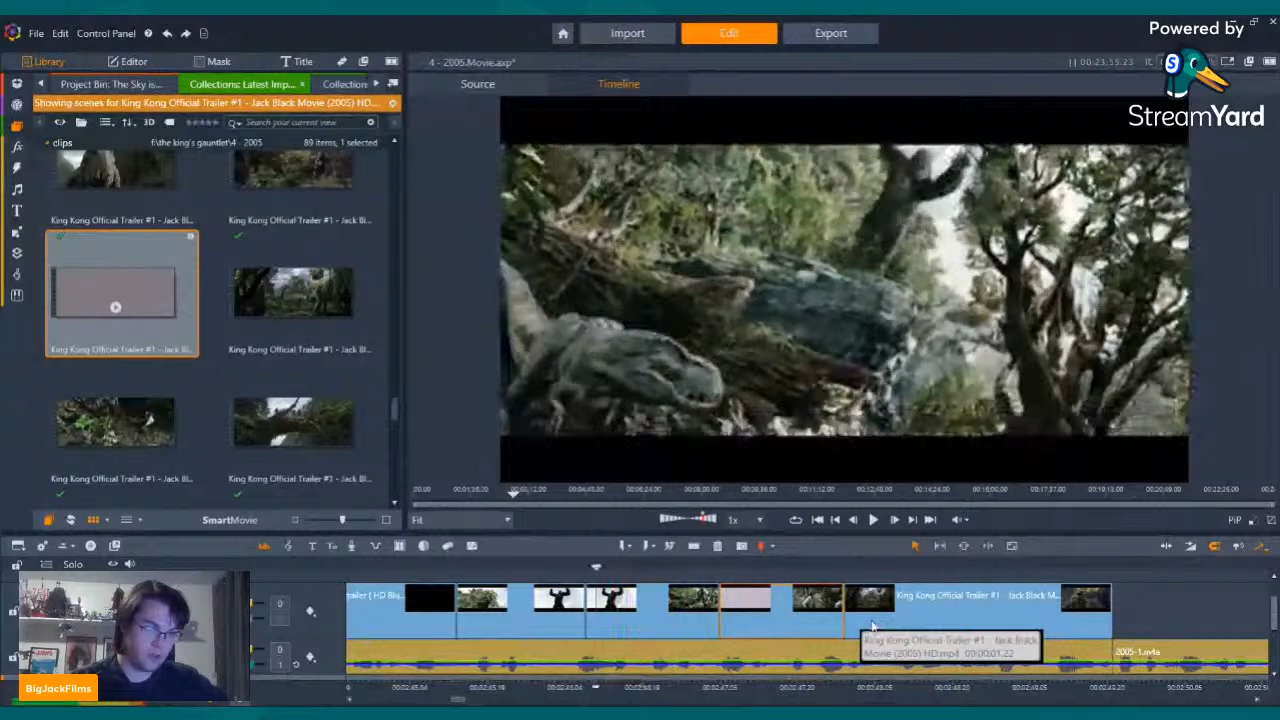 Powered by
StreamYard
File Edit Control Panel
Import Edit Export
Library Editor Mask Title
4 - 2005.Movie.axp*
00:23:55.23
Project Bin: The Sky is... Collections: Latest Imp... × Collection
Source Timeline
Showing scenes for King Kong Official Trailer #1 - Jack Black Movie (2005) HD....
3D Search your current view
clips f\the king's gauntlet\4 - 2005 89 items, 1 selected
King Kong Official Trailer #1 - Jack Bl... King Kong Official Trailer #1 - Jack Bl...
King Kong Official Trailer #1 - Jack Bl... King Kong Official Trailer #1 - Jack Bl...
King Kong Official Trailer #1 - Jack Bl... King Kong Official Trailer #1 - Jack Bl...
SmartMovie
Fit 1x PiP
Solo
0
King Kong Official Trailer #1 - Jack Black M...
King Kong Official Trailer #1 - Jack Black
Movie (2005) HD.mp4 00:00:01.22
0
1
2005-1.m4a
BigJackFilms